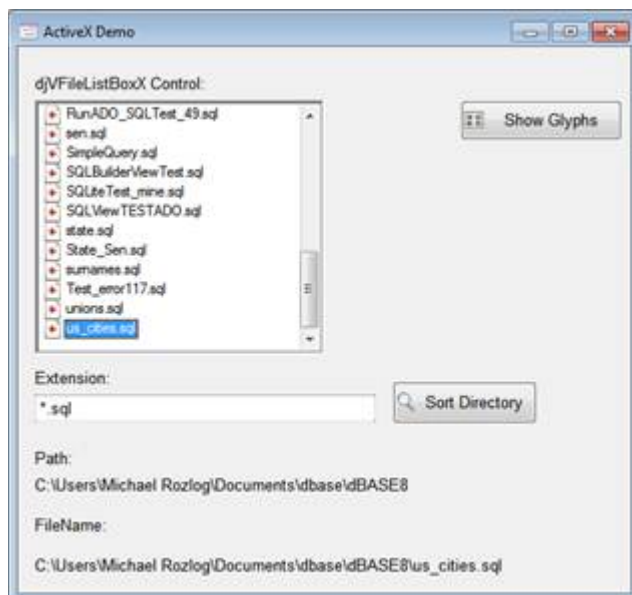 ActiveX Demo
djVFileListBoxX Control:
RunADO_SQLTest_49.sql
sen.sql
SimpleQuery.sql
SQLBuilderViewTest.sql
SQLiteTest_mine.sql
SQLViewTESTADO.sql
state.sql
State_Sen.sql
surnames.sql
Test_error117.sql
unions.sql
us_cities.sql
Show Glyphs
Extension:
*.sql
Sort Directory
Path:
C:\Users\Michael Rozlog\Documents\dbase\dBASE8
FileName:
C:\Users\Michael Rozlog\Documents\dbase\dBASE8\us_cities.sql